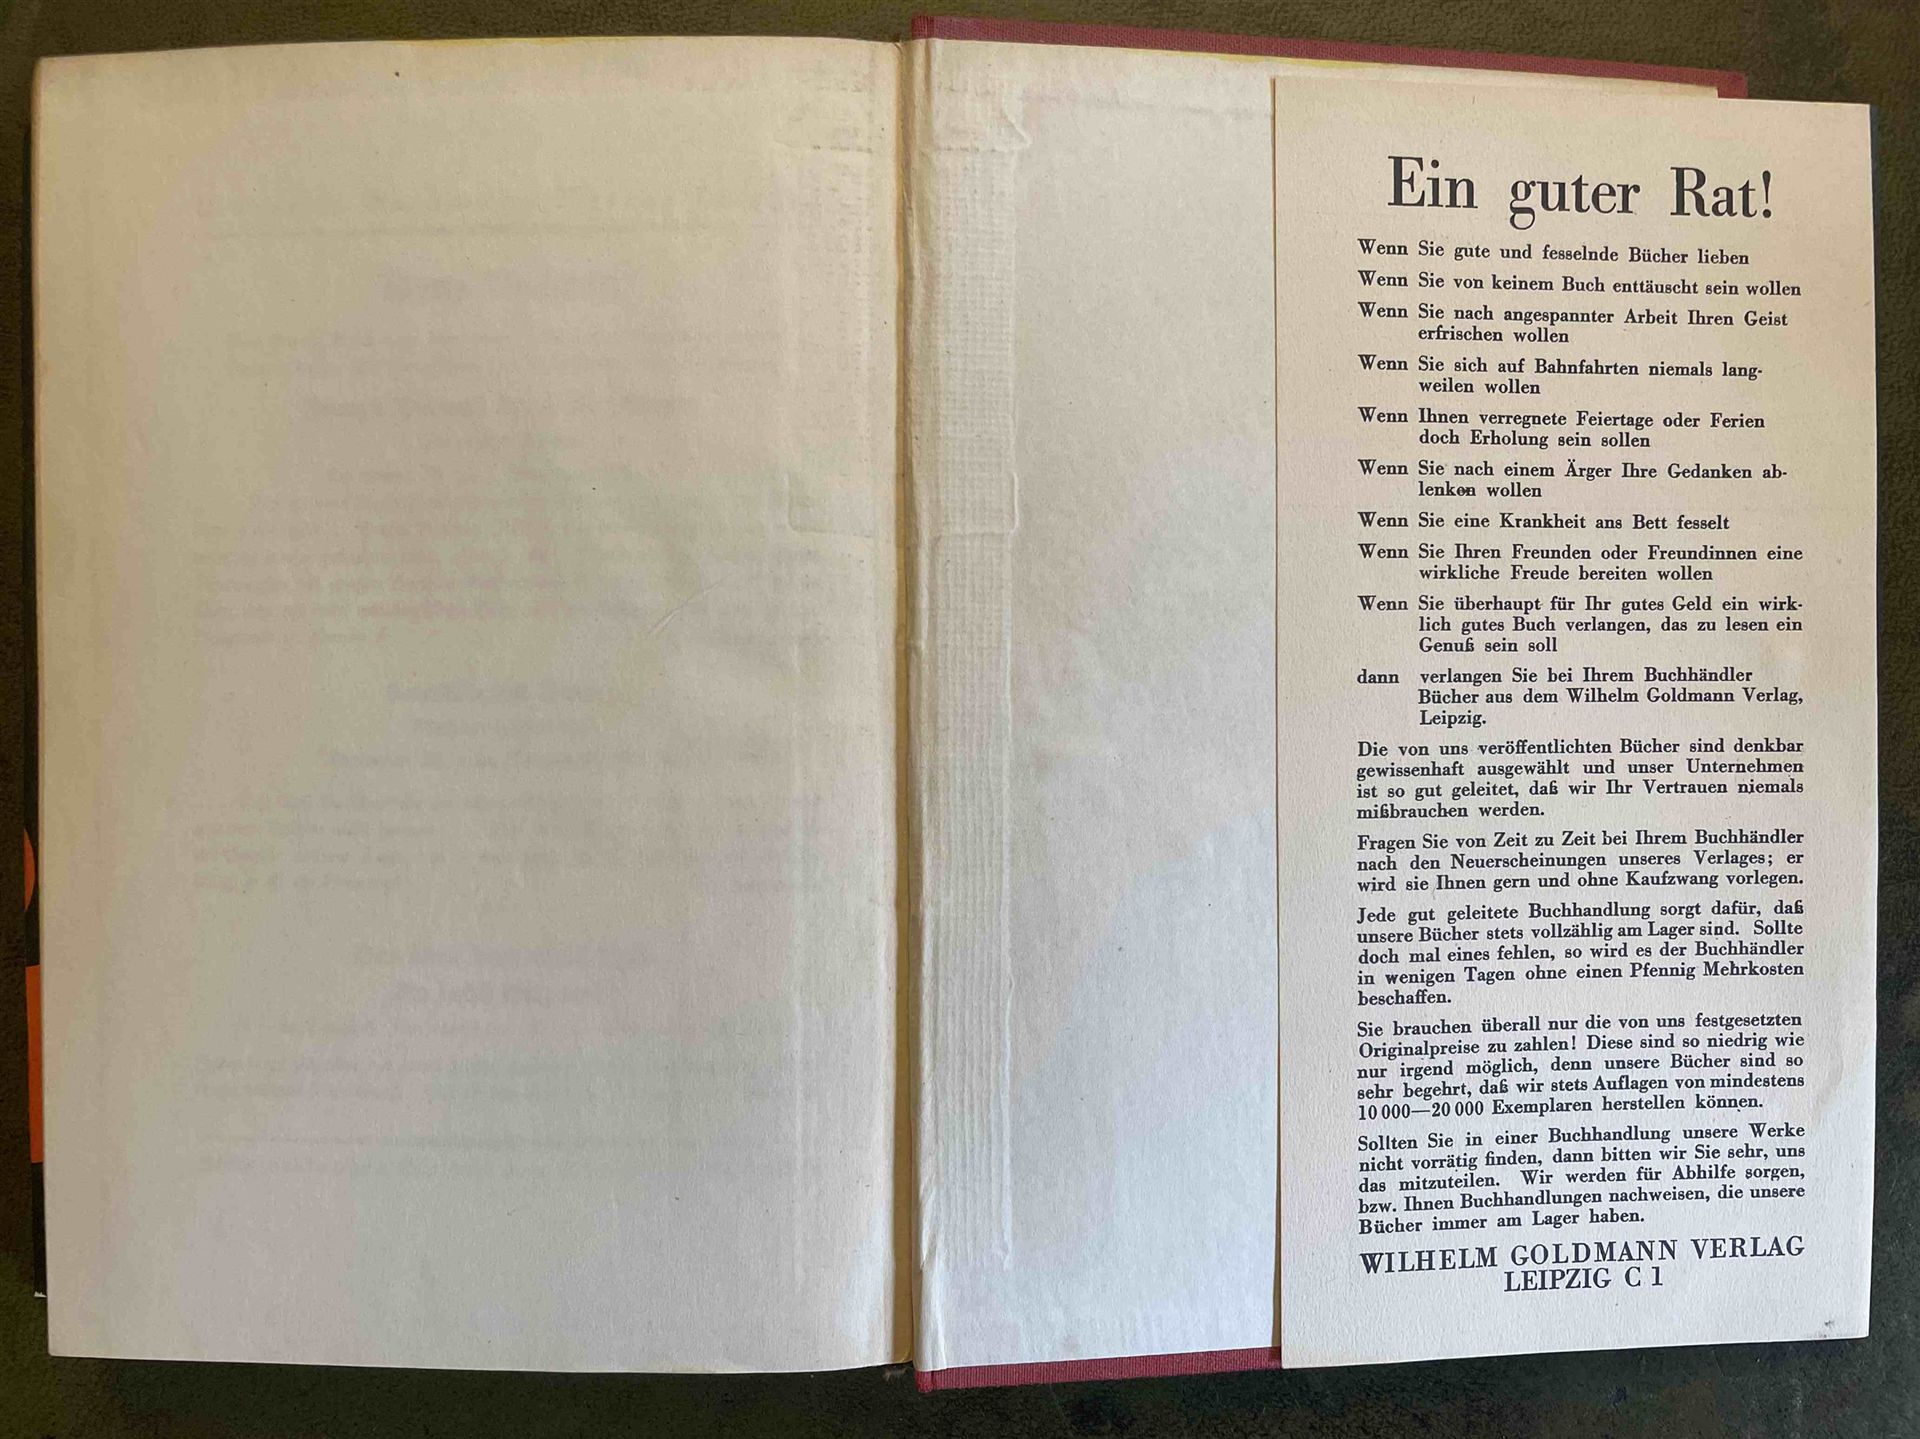 Ein guter Rat!
Wenn Sie gute und fesselnde Bücher lieben
Wenn Sie von keinem Buch enttäuscht sein wollen
Wenn Sie nach angespannter Arbeit Ihren Geist
erfrischen wollen
Wenn Sie sich auf Bahnfahrten niemals lang-
weilen wollen
Wenn Ihnen verregnete Feiertage oder Ferien
doch Erholung sein sollen
Wenn Sie nach einem Ärger Ihre Gedanken ab-
lenken wollen
Wenn Sie eine Krankheit ans Bett fesselt
Wenn Sie Ihren Freunden oder Freundinnen eine
wirkliche Freude bereiten wollen
Wenn Sie überhaupt für Ihr gutes Geld ein wirk-
lich gutes Buch verlangen, das zu lesen ein
Genuß sein soll
dann verlangen Sie bei Ihrem Buchhändler
Bücher aus dem Wilhelm Goldmann Verlag,
Leipzig.
Die von uns veröffentlichten Bücher sind denkbar
gewissenhaft ausgewählt und unser Unternehmen
ist so gut geleitet, daß wir Ihr Vertrauen niemals
mißbrauchen werden.
Fragen Sie von Zeit zu Zeit bei Ihrem Buchhändler
nach den Neuerscheinungen unseres Verlages; er
wird sie Ihnen gern und ohne Kaufzwang vorlegen.
Jede gut geleitete Buchhandlung sorgt dafür, daß
unsere Bücher stets vollzählig am Lager sind. Sollte
doch mal eines fehlen, so wird es der Buchhändler
in wenigen Tagen ohne einen Pfennig Mehrkosten
beschaffen.
Sie brauchen überall nur die von uns festgesetzten
Originalpreise zu zahlen! Diese sind so niedrig wie
nur irgend möglich, denn unsere Bücher sind so
sehr begehrt, daß wir stets Auflagen von mindestens
10 000—20 000 Exemplaren herstellen können.
Sollten Sie in einer Buchhandlung unsere Werke
nicht vorrätig finden, dann bitten wir Sie sehr, uns
das mitzuteilen. Wir werden für Abhilfe sorgen,
bzw. Ihnen Buchhandlungen nachweisen, die unsere
Bücher immer am Lager haben.
WILHELM GOLDMANN VERLAG
LEIPZIG C 1